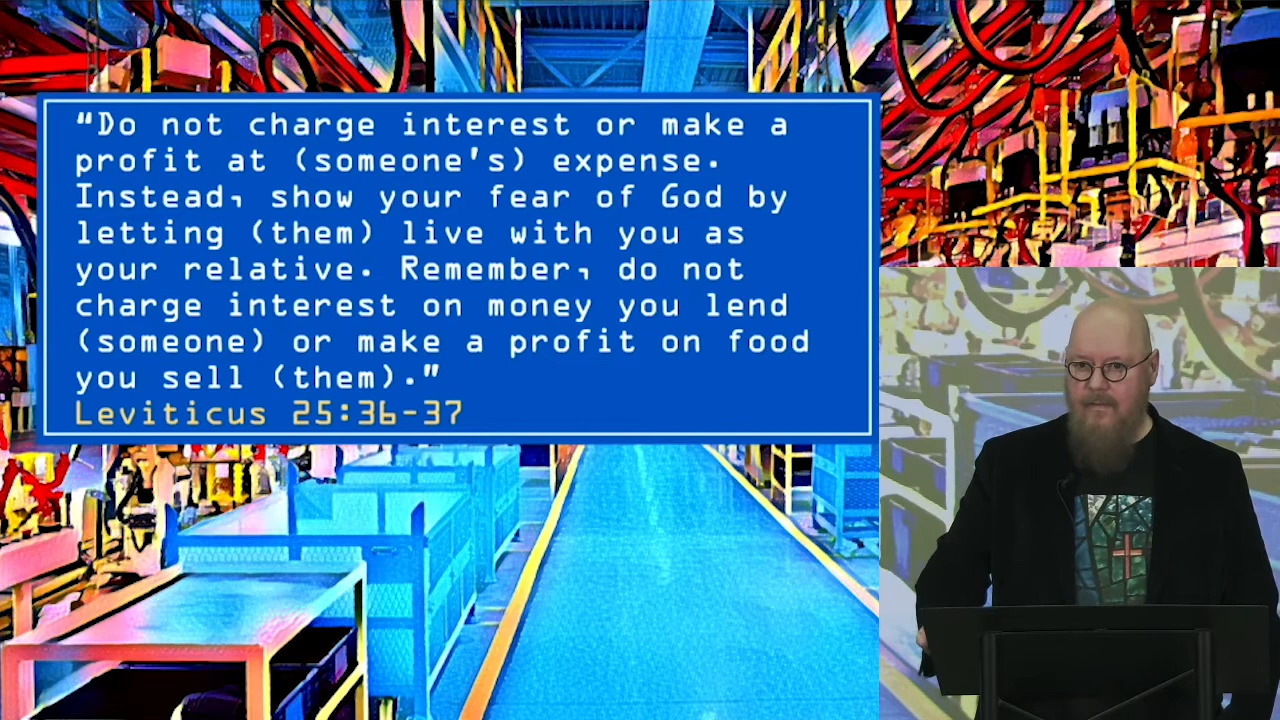 “Do not charge interest or make a
profit at (someone's) expense.
Instead, show your fear of God by
letting (them) live with you as
your relative. Remember, do not
charge interest on money you lend
(someone) or make a profit on food
you sell (them).”
Leviticus 25:36-37